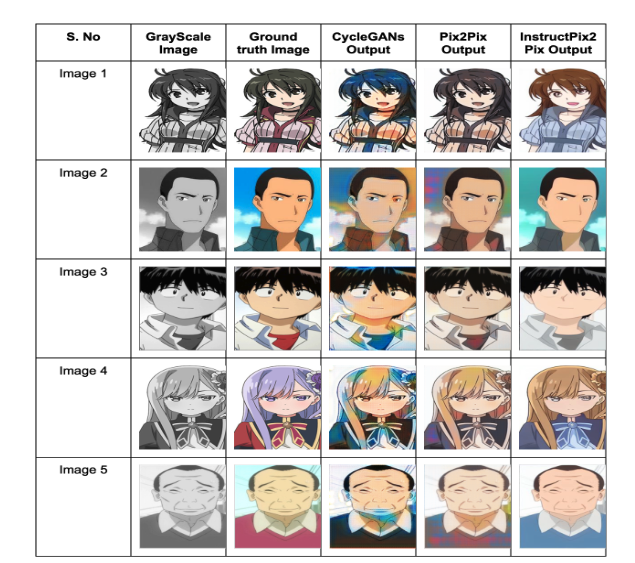 S. No
GrayScale
Image
Ground
truth Image
CycleGANs
Output
Pix2Pix
Output
InstructPix2
Pix Output
Image 1
Image 2
Image 3
Image 4
Image 5